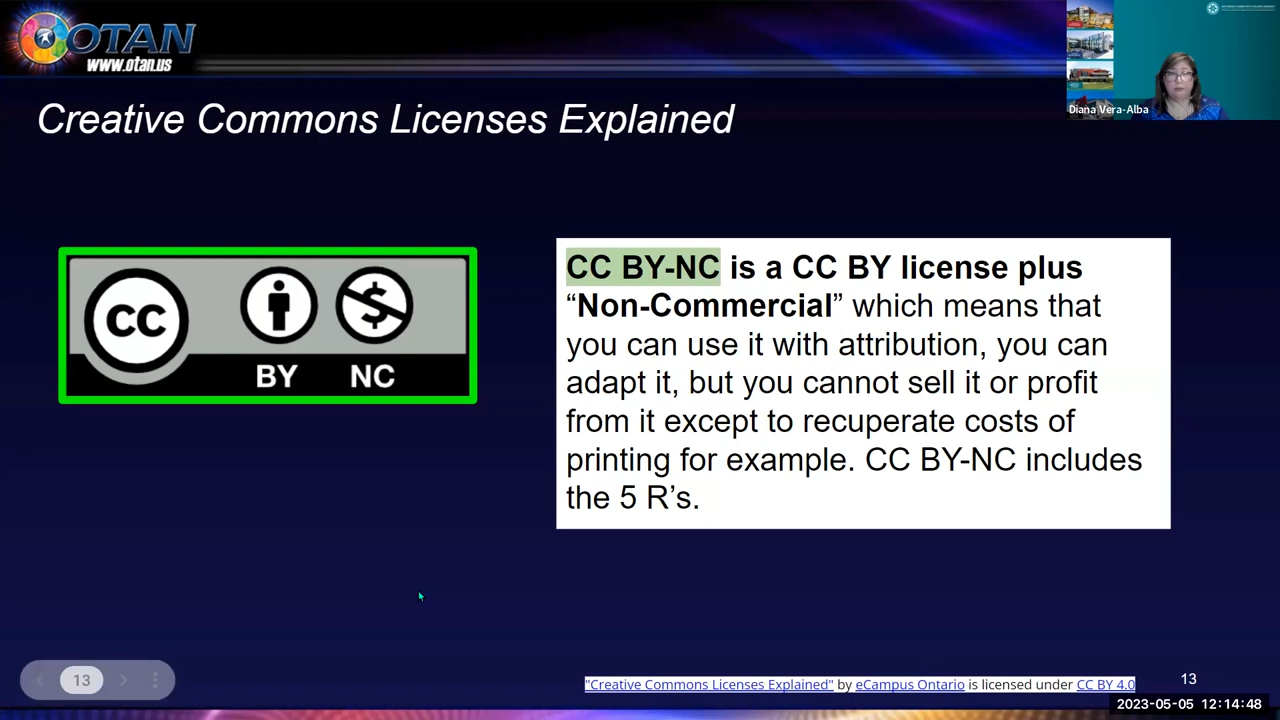 OTAN
www.otan.us
Diana Vera-Alba
Creative Commons Licenses Explained
CC
BY NC
CC BY-NC is a CC BY license plus
“Non-Commercial” which means that
you can use it with attribution, you can
adapt it, but you cannot sell it or profit
from it except to recuperate costs of
printing for example. CC BY-NC includes
the 5 R’s.
13
"Creative Commons Licenses Explained" by eCampus Ontario is licensed under CC BY 4.0
13
2023-05-05 12:14:48